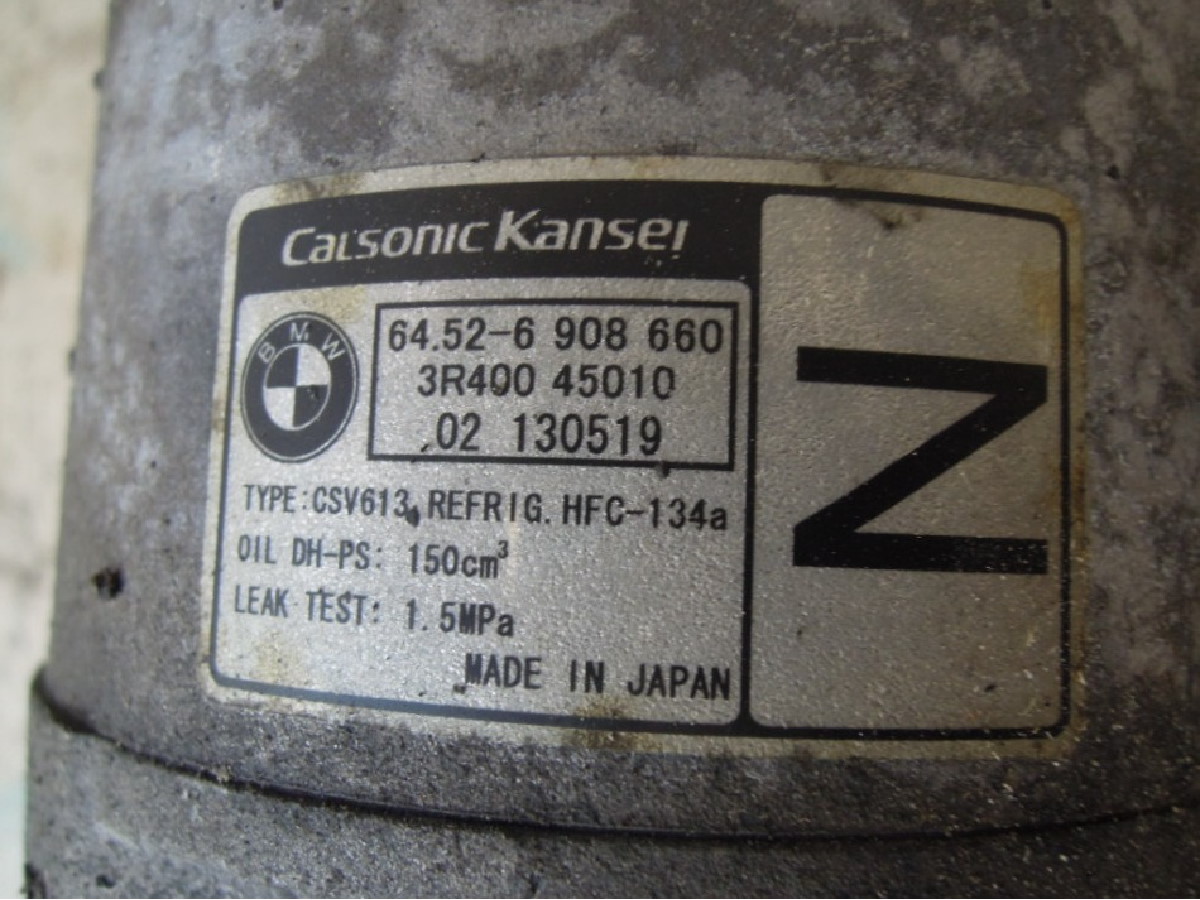 CALSONIC KANSEI
BMW
64.52-6 908 660
3R400 45010
02 130519
TYPE:CSV613, REFRIG. HFC-134a
OIL DH-PS: 150cm³
LEAK TEST: 1.5MPa
MADE IN JAPAN
Z